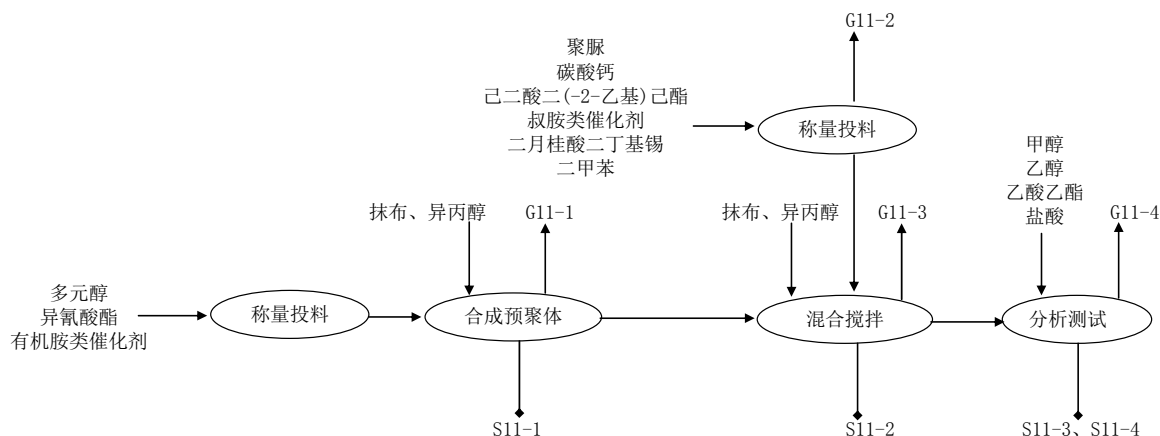 G11-2
聚脲
碳酸钙
己二酸二(-2-乙基)己酯
叔胺类催化剂
二月桂酸二丁基锡
二甲苯
称量投料
甲醇
乙醇
乙酸乙酯
盐酸
抹布、异丙醇
G11-1
抹布、异丙醇
G11-3
G11-4
多元醇
异氰酸酯
有机胺类催化剂
称量投料
合成预聚体
混合搅拌
分析测试
S11-1
S11-2
S11-3、S11-4